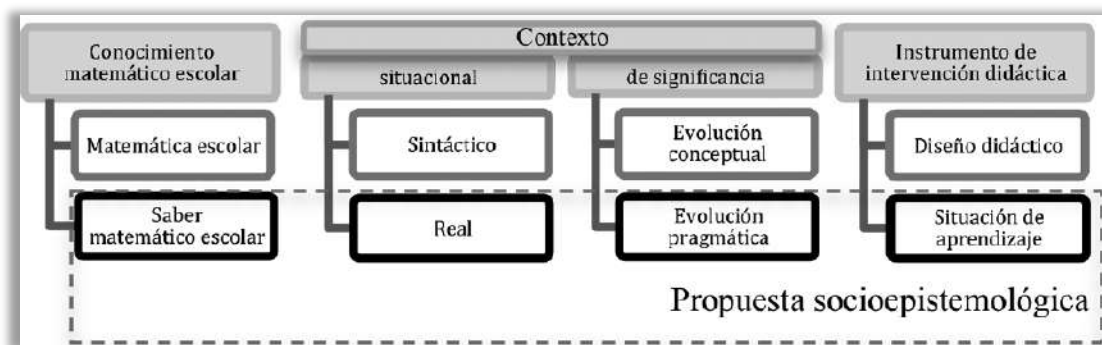 Conocimiento
matemático escolar
Contexto
situacional
de significancia
Instrumento de
intervención didáctica
Matemática escolar
Sintáctico
Evolución
conceptual
Diseño didáctico
Saber
matemático escolar
Real
Evolución
pragmática
Situación de
aprendizaje
Propuesta socioepistemológica